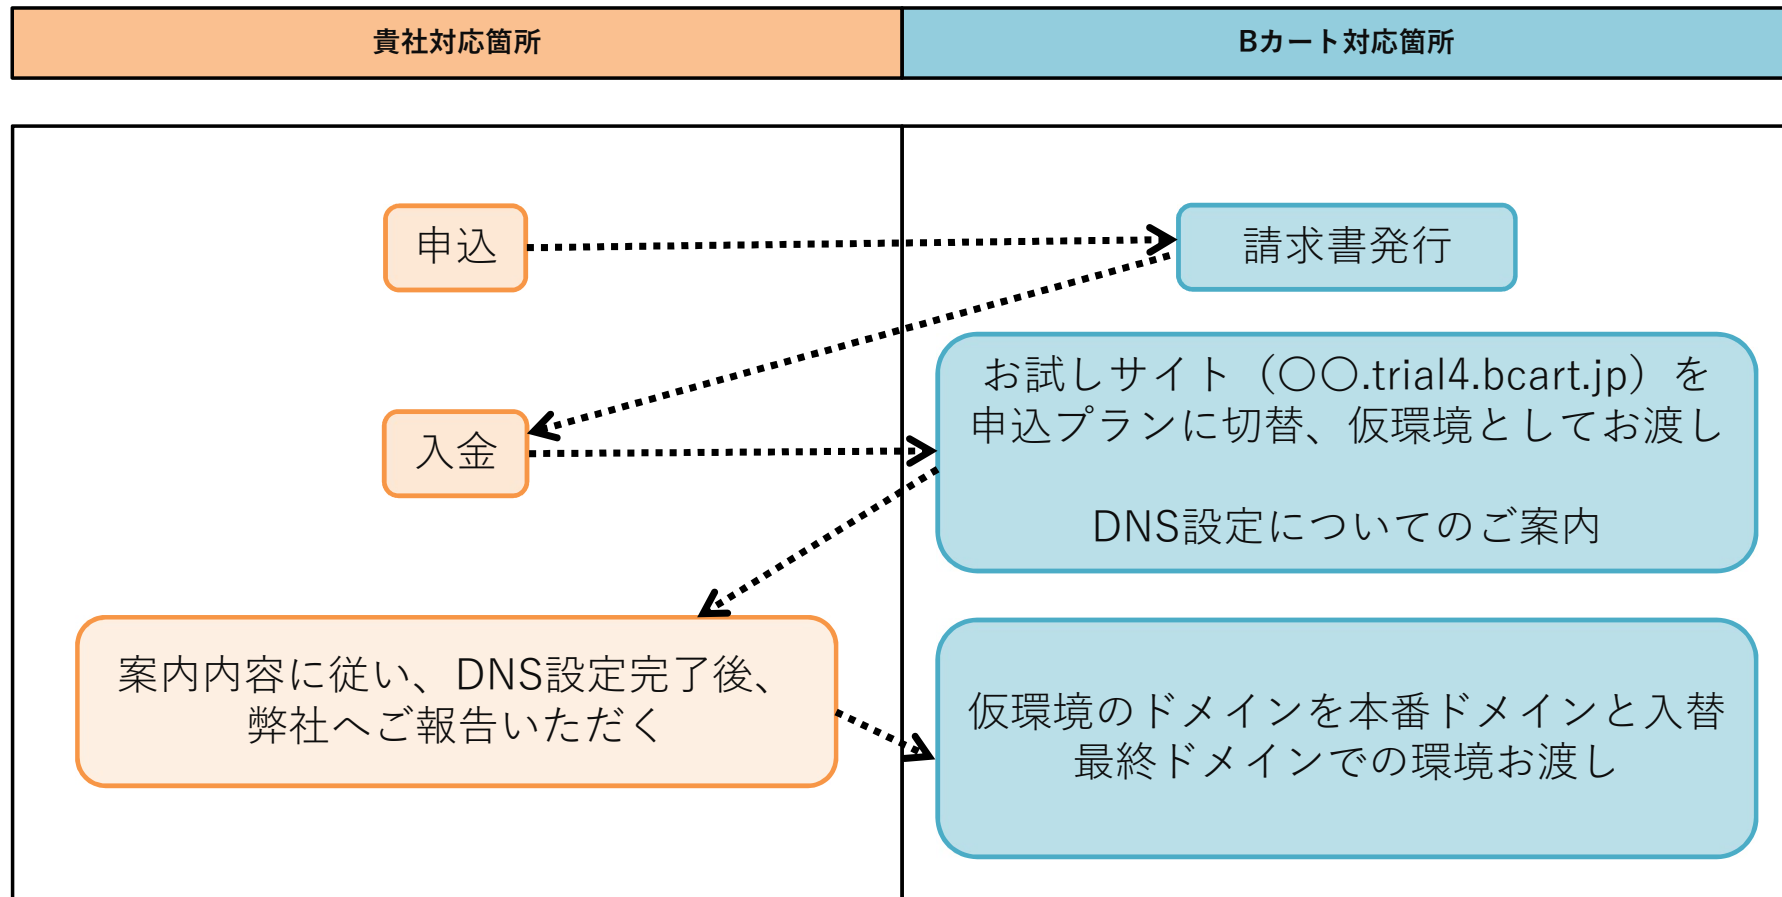 貴社対応箇所
Bカート対応箇所
申込
請求書発行
お試しサイト（〇〇.trial4.bcart.jp）を
申込プランに切替、仮環境としてお渡し
DNS設定についてのご案内
入金
案内内容に従い、DNS設定完了後、
弊社へご報告いただく
仮環境のドメインを本番ドメインと入替
最終ドメインでの環境お渡し